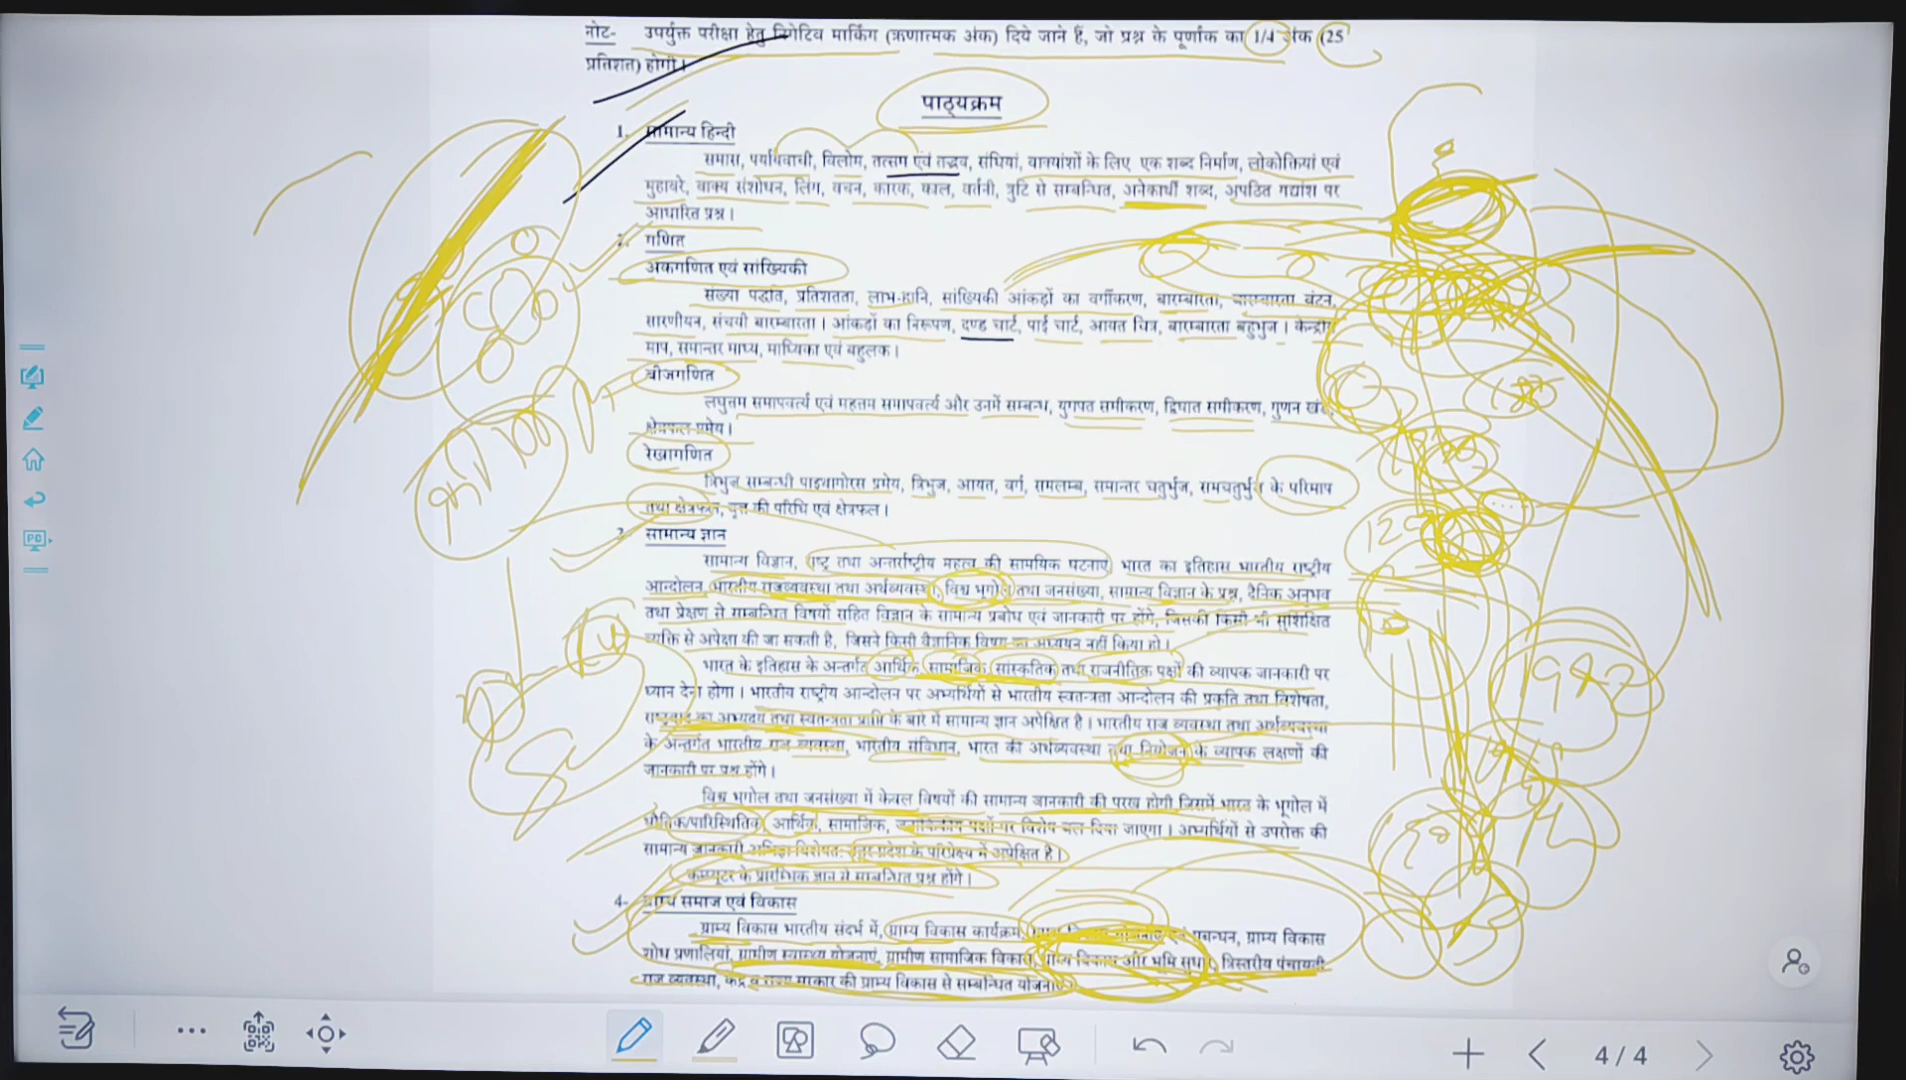 नोट- उपर्युक्त परीक्षा हेतु निगेटिव मार्किंग (ऋणात्मक अंक) दिये जाने हैं, जो प्रश्न के पूर्णांक का 1/4 अंक (25
प्रतिशत) होगी।
पाठ्यक्रम
1. सामान्य हिन्दी
समास, पर्यायवाची, विलोम, तत्सम एवं तद्भव, संधियां, वाक्यांशों के लिए एक शब्द निर्माण, लोकोक्तियां एवं
मुहावरे, वाक्य संशोधन, लिंग, वचन, कारक, काल, वर्तनी, त्रुटि से सम्बन्धित, अनेकार्थी शब्द, अपठित गद्यांश पर
आधारित प्रश्न।
गणित
अंकगणित एवं सांख्यिकी
संख्या पद्धति, प्रतिशतता, लाभ-हानि, सांख्यिकी आंकड़ों का वर्गीकरण, बारम्बारता, बारम्बारता बंटन,
सारणीयन, संचयी बारम्बारता। आंकड़ों का निरूपण, दण्ड चार्ट, पाई चार्ट, आयत चित्र, बारम्बारता बहुभुज। केन्द्रीय
माप, समान्तर माध्य, माध्यिका एवं बहुलक।
बीजगणित
लघुत्तम समापवर्त्य एवं महत्तम समापवर्त्य और उनमें सम्बन्ध, युगपत समीकरण, द्विघात समीकरण, गुणन खंड,
क्षेत्रफल प्रमेय।
रेखागणित
त्रिभुज सम्बन्धी पाइथागोरस प्रमेय, त्रिभुज, आयत, वर्ग, समलम्ब, समान्तर चतुर्भुज, समचतुर्भुज के परिमाप
तथा क्षेत्रफल, वृत्त की परिधि एवं क्षेत्रफल।
सामान्य ज्ञान
सामान्य विज्ञान, राष्ट्र तथा अन्तर्राष्ट्रीय महत्व की सामयिक घटनाएं भारत का इतिहास भारतीय राष्ट्रीय
आन्दोलन भारतीय राजव्यवस्था तथा अर्थव्यवस्था, विश्व भूगोल तथा जनसंख्या, सामान्य विज्ञान के प्रश्न, दैनिक अनुभव
तथा प्रेक्षण से सम्बन्धित विषयों सहित विज्ञान के सामान्य प्रबोध एवं जानकारी पर होंगे, जिसकी किसी भी सुशिक्षित
व्यक्ति से अपेक्षा की जा सकती है, जिसने किसी वैज्ञानिक विषय का अध्ययन नहीं किया हो।
भारत के इतिहास के अन्तर्गत आर्थिक सामाजिक सांस्कृतिक तथा राजनीतिक पक्षों की व्यापक जानकारी पर
ध्यान देना होगा। भारतीय राष्ट्रीय आन्दोलन पर अभ्यर्थियों से भारतीय स्वतन्त्रता आन्दोलन की प्रकृति तथा विशेषता,
राष्ट्रवाद का अभ्युदय तथा स्वतन्त्रता प्राप्ति के बारे में सामान्य ज्ञान अपेक्षित है। भारतीय राज व्यवस्था तथा अर्थव्यवस्था
के अन्तर्गत भारतीय राज व्यवस्था, भारतीय संविधान, भारत की अर्थव्यवस्था तथा नियोजन के व्यापक लक्षणों की
जानकारी पर प्रश्न होंगे।
विश्व भूगोल तथा जनसंख्या में केवल विषयों की सामान्य जानकारी की परख होगी जिसमें भारत के भूगोल में
भौतिक/पारिस्थितिक, आर्थिक, सामाजिक, जनांकिकीय पक्षों पर विशेष बल दिया जाएगा। अभ्यर्थियों से उपरोक्त की
सामान्य जानकारी विशेषतः उत्तर प्रदेश के परिप्रेक्ष्य में अपेक्षित है।
कम्प्यूटर के प्रारम्भिक ज्ञान से सम्बन्धित प्रश्न होंगे।
4- ग्राम्य समाज एवं विकास
ग्राम्य विकास भारतीय संदर्भ में, ग्राम्य विकास कार्यक्रम, एवं प्रबन्धन, ग्राम्य विकास
शोध प्रणालियां, ग्रामीण स्वास्थ्य योजनाएं, ग्रामीण सामाजिक विकास, ग्राम्य विकास और भूमि सुधार, त्रिस्तरीय पंचायती
राज व्यवस्था, केंद्र व राज्य सरकार की ग्राम्य विकास से सम्बन्धित योजनाएं।
4 / 4